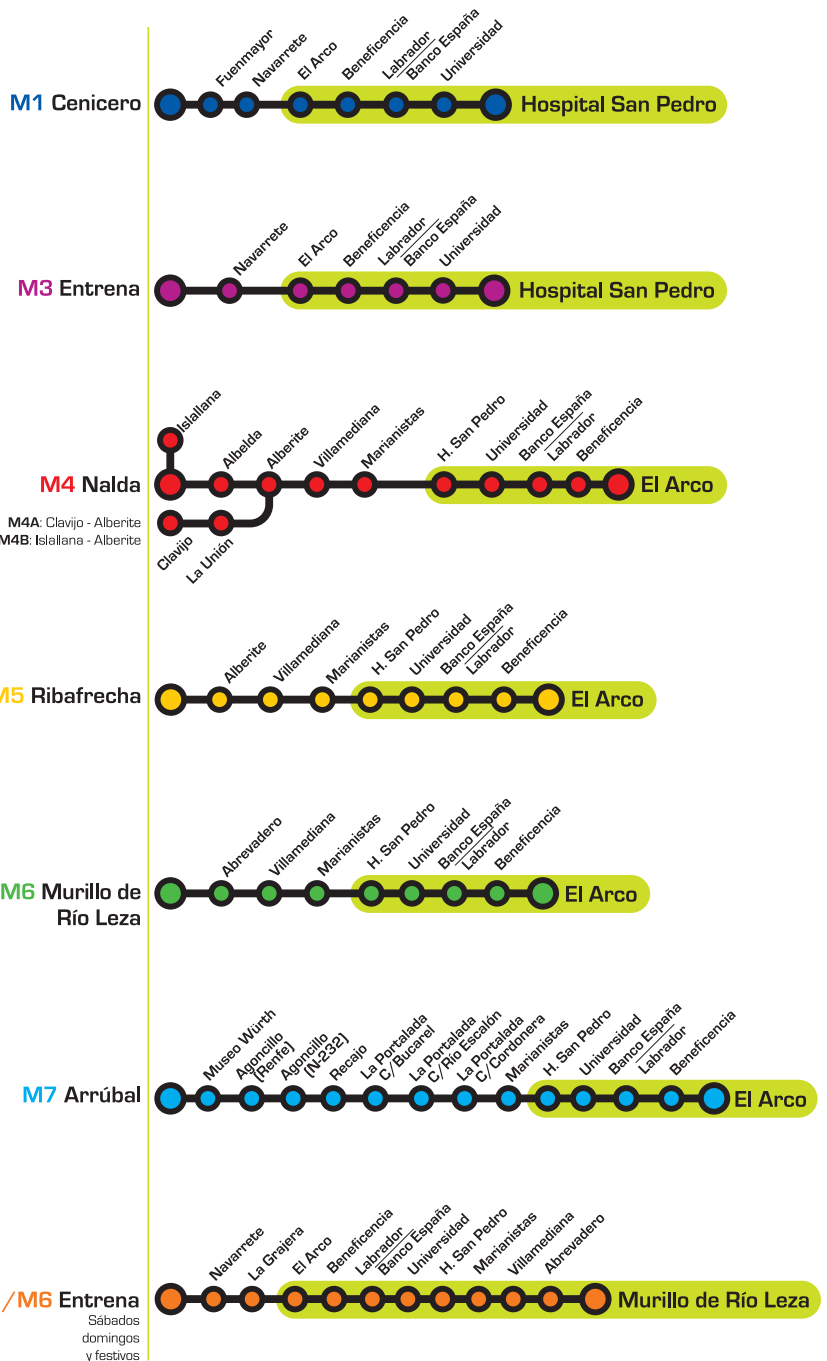 Fuenmayor
Navarrete
El Arco
Beneficencia
Labrador
Banco España
Universidad
M1 Cenicero
Hospital San Pedro
Navarrete
El Arco
Beneficencia
Labrador
Banco España
Universidad
M3 Entrena
Hospital San Pedro
Islallana
Albelda
Alberite
Villamediana
Marianistas
H. San Pedro
Universidad
Banco España
Labrador
Beneficencia
M4 Nalda
El Arco
M4A: Clavijo - Alberite
M4B: Islallana - Alberite
Clavijo
La Unión
Alberite
Villamediana
Marianistas
H. San Pedro
Universidad
Banco España
Labrador
Beneficencia
M5 Ribafrecha
El Arco
Abrevadero
Villamediana
Marianistas
H. San Pedro
Universidad
Banco España
Labrador
Beneficencia
M6 Murillo de
Río Leza
El Arco
Museo Würth
Agoncillo
(Renfe)
Agoncillo
(N-232)
Recajo
La Portalada
C/Bucarel
La Portalada
C/Río Escalón
La Portalada
C/Cordonera
Marianistas
H. San Pedro
Universidad
Banco España
Labrador
Beneficencia
M7 Arrúbal
El Arco
Navarrete
La Grajera
El Arco
Beneficencia
Labrador
Banco España
Universidad
H. San Pedro
Marianistas
Villamediana
Abrevadero
/M6 Entrena
Murillo de Río Leza
Sábados
domingos
y festivos